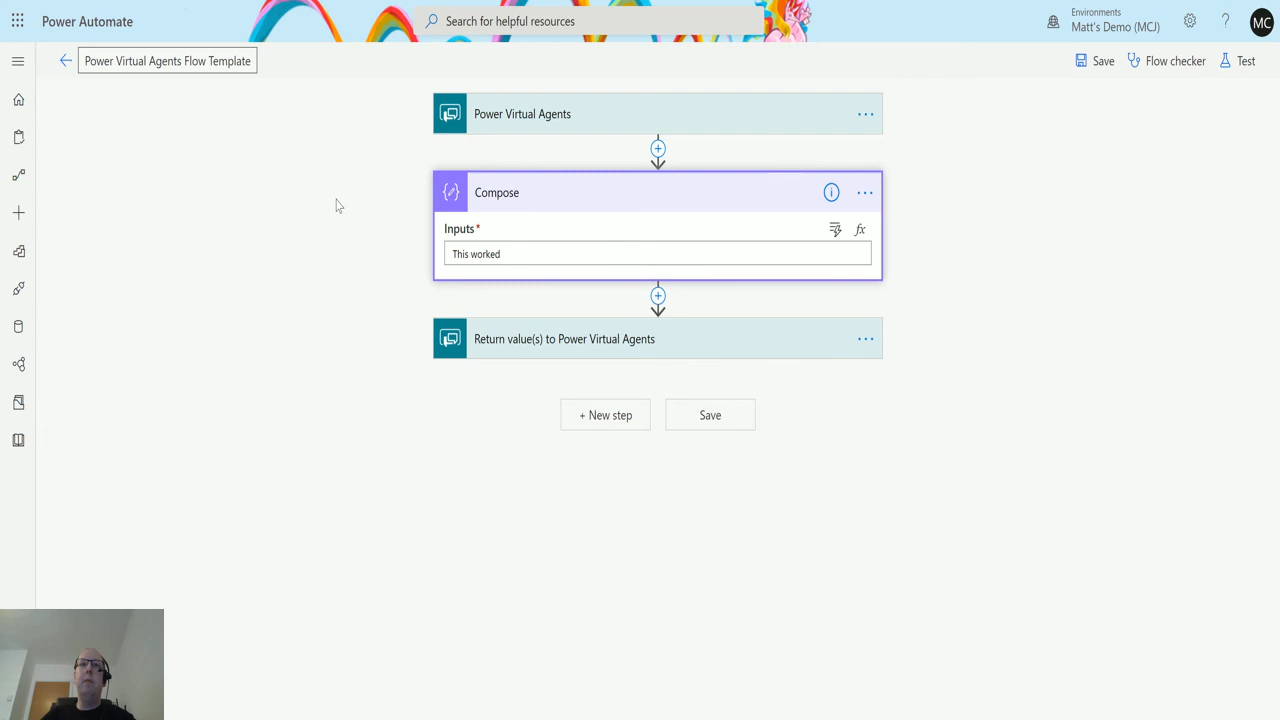 Power Automate
Search for helpful resources
Environments
Matt's Demo (MCJ)
?
MC
Power Virtual Agents Flow Template
Save
Flow checker
Test
Power Virtual Agents
...
Compose
...
Inputs*
fx
This worked
Return value(s) to Power Virtual Agents
...
+ New step
Save